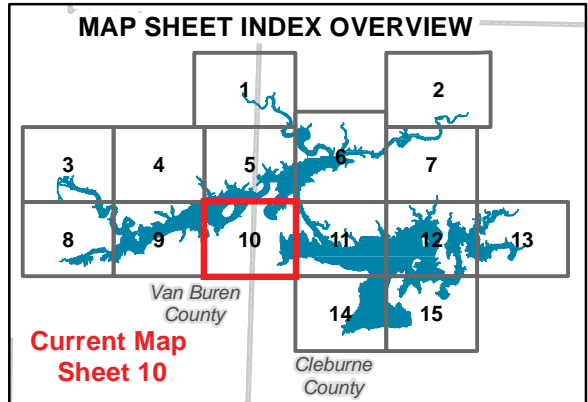 MAP SHEET INDEX OVERVIEW
1
2
3
4
5
6
7
8
9
10
11
12
13
Van Buren
County
14
15
Current Map
Sheet 10
Cleburne
County